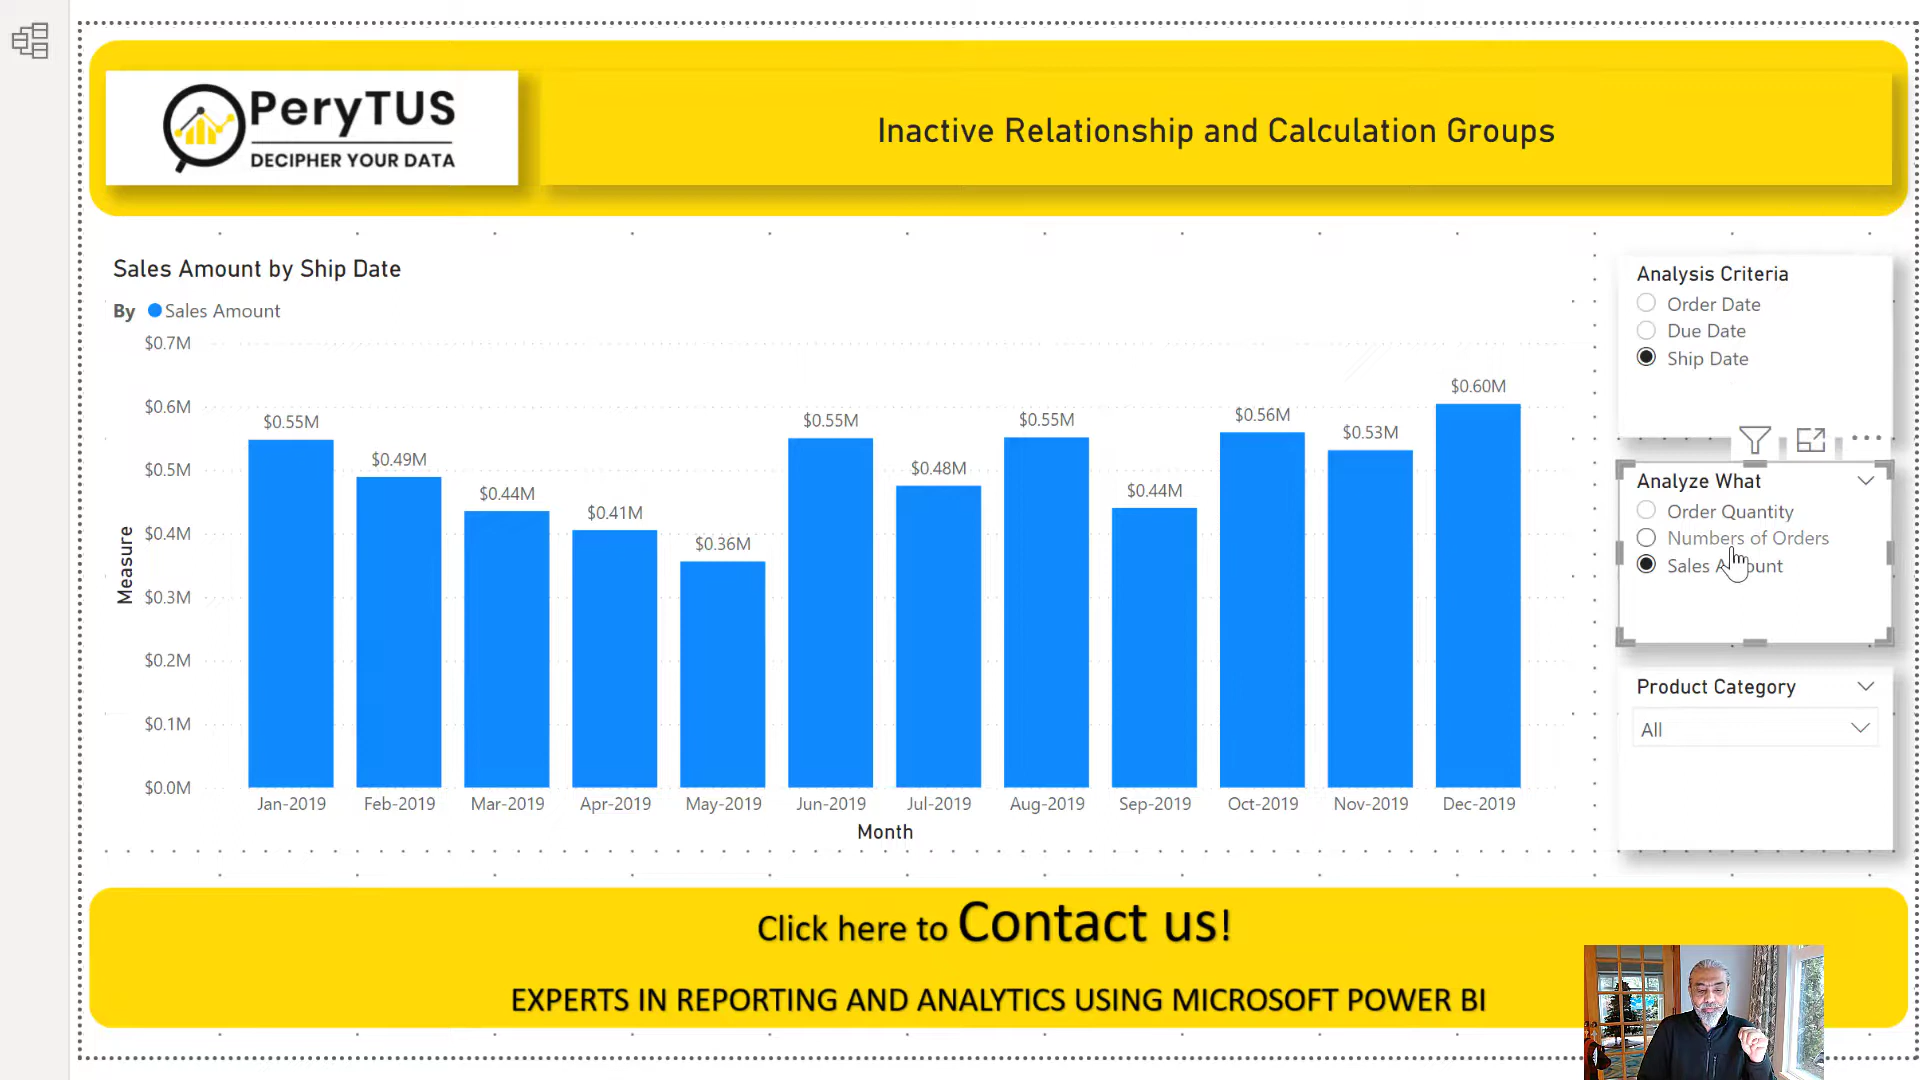 PeryTUS
DECIPHER YOUR DATA
Inactive Relationship and Calculation Groups
Sales Amount by Ship Date
By Sales Amount
$0.7M
$0.6M
$0.5M
$0.4M
$0.3M
$0.2M
$0.1M
$0.0M
Measure
$0.55M
$0.49M
$0.44M
$0.41M
$0.36M
$0.55M
$0.48M
$0.55M
$0.44M
$0.56M
$0.53M
$0.60M
Jan-2019
Feb-2019
Mar-2019
Apr-2019
May-2019
Jun-2019
Jul-2019
Aug-2019
Sep-2019
Oct-2019
Nov-2019
Dec-2019
Month
Analysis Criteria
Order Date
Due Date
Ship Date
Analyze What
Order Quantity
Numbers of Orders
Sales Amount
Product Category
All
Click here to Contact us!
EXPERTS IN REPORTING AND ANALYTICS USING MICROSOFT POWER BI